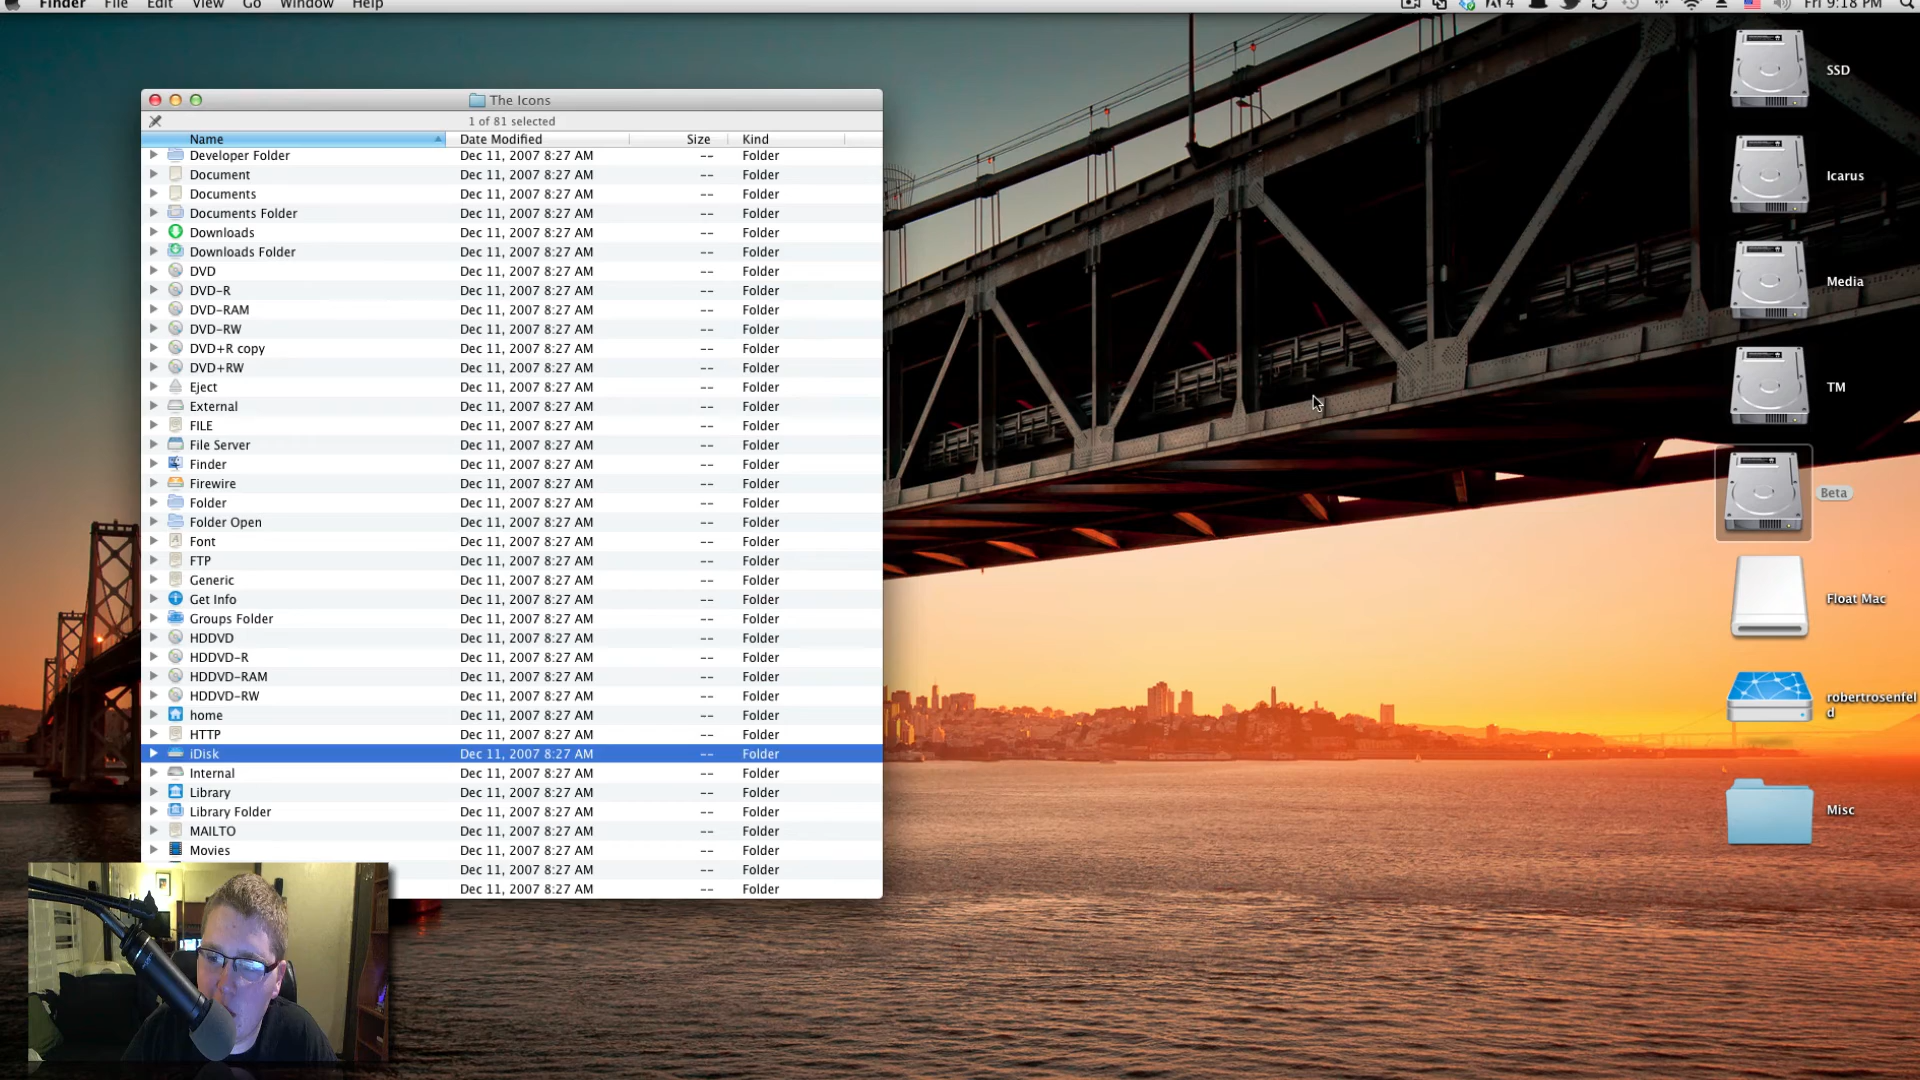 Finder File Edit View Go Window Help 4 Fri 9:18 PM
The Icons
1 of 81 selected
Name Date Modified Size Kind
Developer Folder Dec 11, 2007 8:27 AM -- Folder
Document Dec 11, 2007 8:27 AM -- Folder
Documents Dec 11, 2007 8:27 AM -- Folder
Documents Folder Dec 11, 2007 8:27 AM -- Folder
Downloads Dec 11, 2007 8:27 AM -- Folder
Downloads Folder Dec 11, 2007 8:27 AM -- Folder
DVD Dec 11, 2007 8:27 AM -- Folder
DVD-R Dec 11, 2007 8:27 AM -- Folder
DVD-RAM Dec 11, 2007 8:27 AM -- Folder
DVD-RW Dec 11, 2007 8:27 AM -- Folder
DVD+R copy Dec 11, 2007 8:27 AM -- Folder
DVD+RW Dec 11, 2007 8:27 AM -- Folder
Eject Dec 11, 2007 8:27 AM -- Folder
External Dec 11, 2007 8:27 AM -- Folder
FILE Dec 11, 2007 8:27 AM -- Folder
File Server Dec 11, 2007 8:27 AM -- Folder
Finder Dec 11, 2007 8:27 AM -- Folder
Firewire Dec 11, 2007 8:27 AM -- Folder
Folder Dec 11, 2007 8:27 AM -- Folder
Folder Open Dec 11, 2007 8:27 AM -- Folder
Font Dec 11, 2007 8:27 AM -- Folder
FTP Dec 11, 2007 8:27 AM -- Folder
Generic Dec 11, 2007 8:27 AM -- Folder
Get Info Dec 11, 2007 8:27 AM -- Folder
Groups Folder Dec 11, 2007 8:27 AM -- Folder
HDDVD Dec 11, 2007 8:27 AM -- Folder
HDDVD-R Dec 11, 2007 8:27 AM -- Folder
HDDVD-RAM Dec 11, 2007 8:27 AM -- Folder
HDDVD-RW Dec 11, 2007 8:27 AM -- Folder
home Dec 11, 2007 8:27 AM -- Folder
HTTP Dec 11, 2007 8:27 AM -- Folder
iDisk Dec 11, 2007 8:27 AM -- Folder
Internal Dec 11, 2007 8:27 AM -- Folder
Library Dec 11, 2007 8:27 AM -- Folder
Library Folder Dec 11, 2007 8:27 AM -- Folder
MAILTO Dec 11, 2007 8:27 AM -- Folder
Movies Dec 11, 2007 8:27 AM -- Folder
Dec 11, 2007 8:27 AM -- Folder
Dec 11, 2007 8:27 AM -- Folder
SSD
Icarus
Media
TM
Beta
Float Mac
robertrosenfel
d
Misc